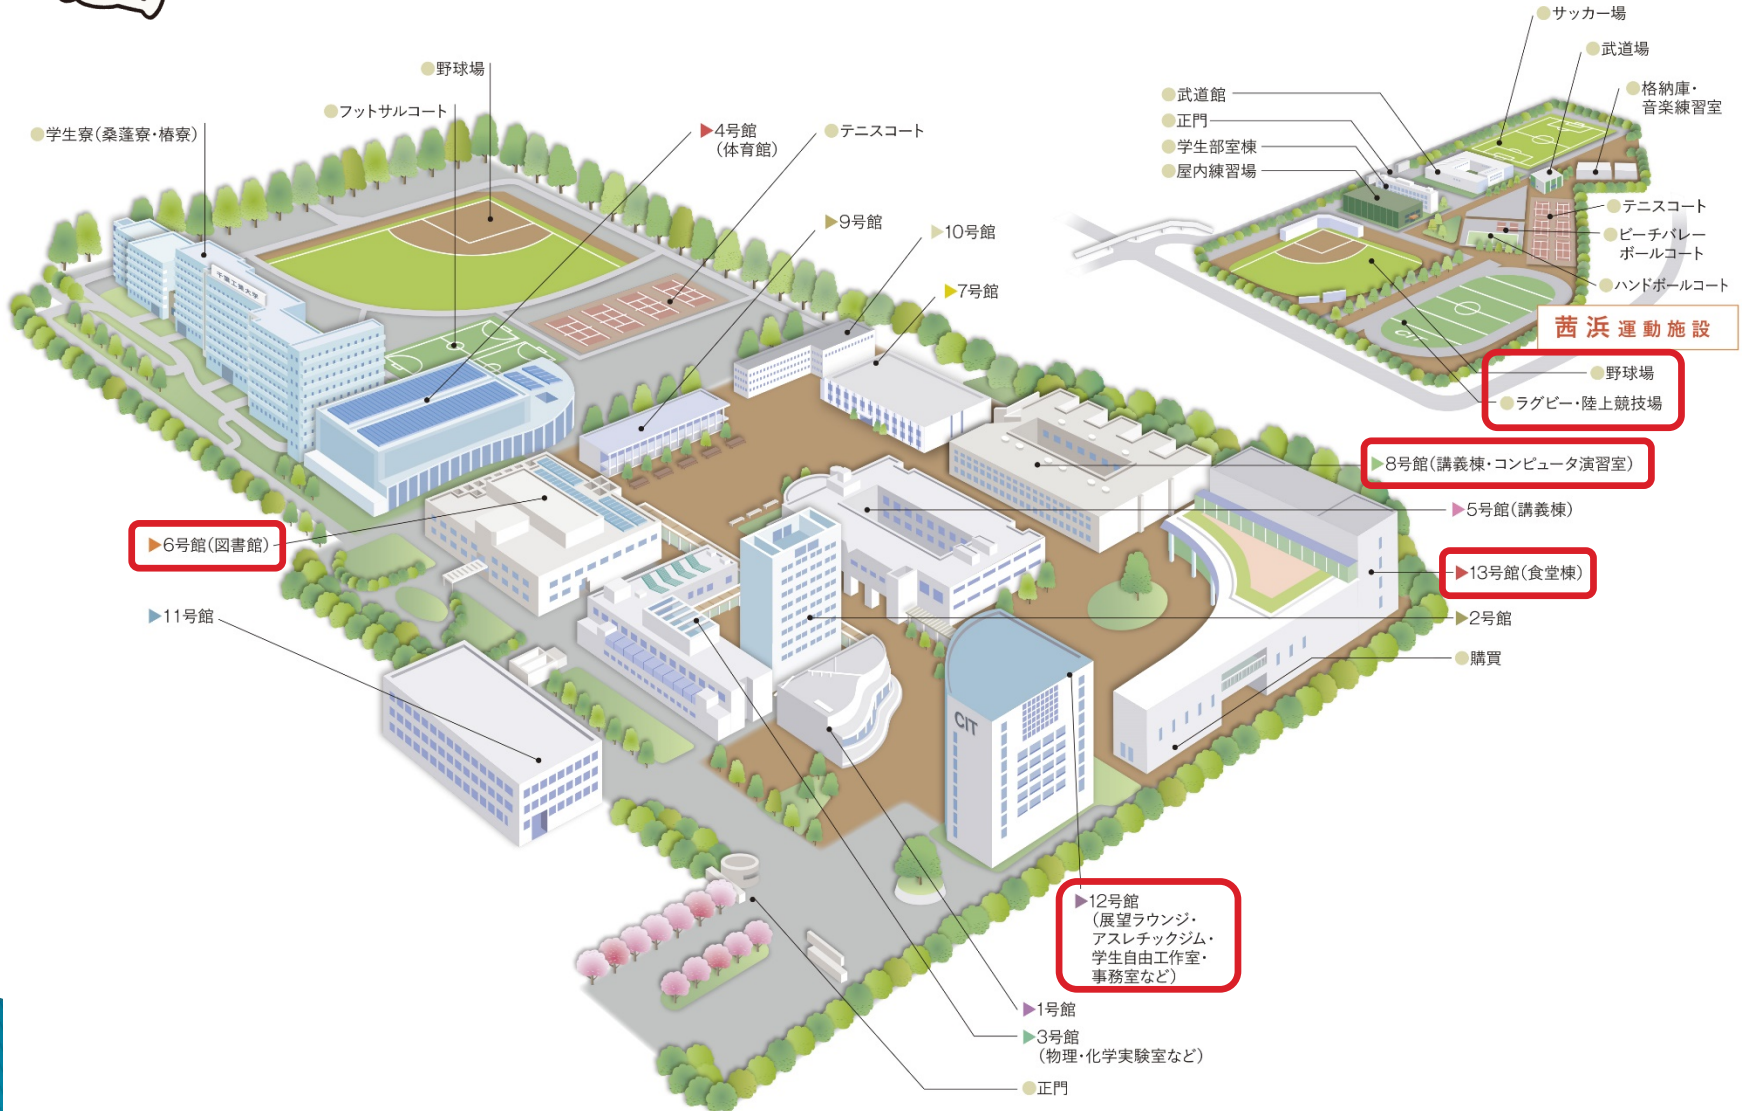 サッカー場
武道場
格納庫・
音楽練習室
武道館
正門
学生部室棟
屋内練習場
テニスコート
ビーチバレー
ボールコート
ハンドボールコート
茜浜運動施設
野球場
ラグビー・陸上競技場
野球場
フットサルコート
学生寮(桑蓬寮・椿寮)
▶4号館
(体育館)
テニスコート
▶9号館
▶10号館
▶7号館
千葉工業大学
▶8号館(講義棟・コンピュータ演習室)
▶5号館(講義棟)
▶6号館(図書館)
▶13号館(食堂棟)
▶11号館
▶2号館
購買
CIT
▶12号館
(展望ラウンジ・
アスレチックジム・
学生自由工作室・
事務室など)
▶1号館
▶3号館
(物理・化学実験室など)
正門